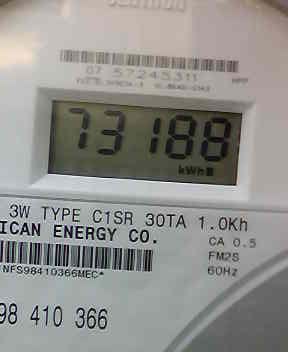 07 57245311
73188
kWh
3W TYPE C1SR 30TA 1.0Kh
ICAN ENERGY CO.
CA 0.5
FM2S
60Hz
NFS98410366MEC*
98 410 366